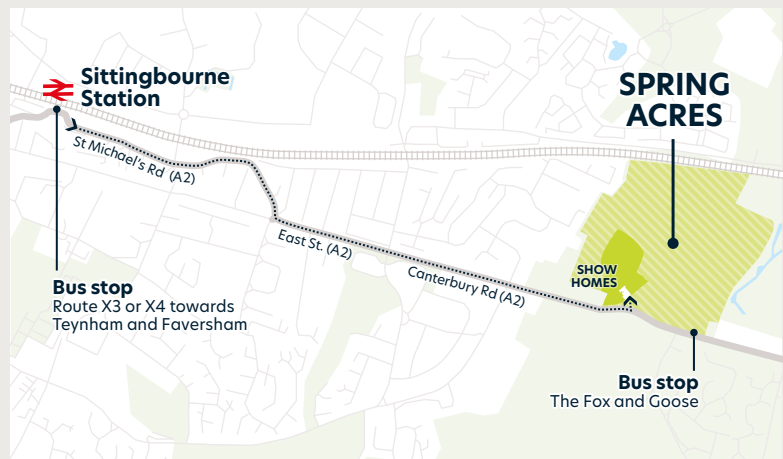 Sittingbourne
Station
SPRING
ACRES
St Michael's Rd (A2)
East St. (A2)
Canterbury Rd (A2)
SHOW
HOMES
Bus stop
Route X3 or X4 towards
Teynham and Faversham
Bus stop
The Fox and Goose